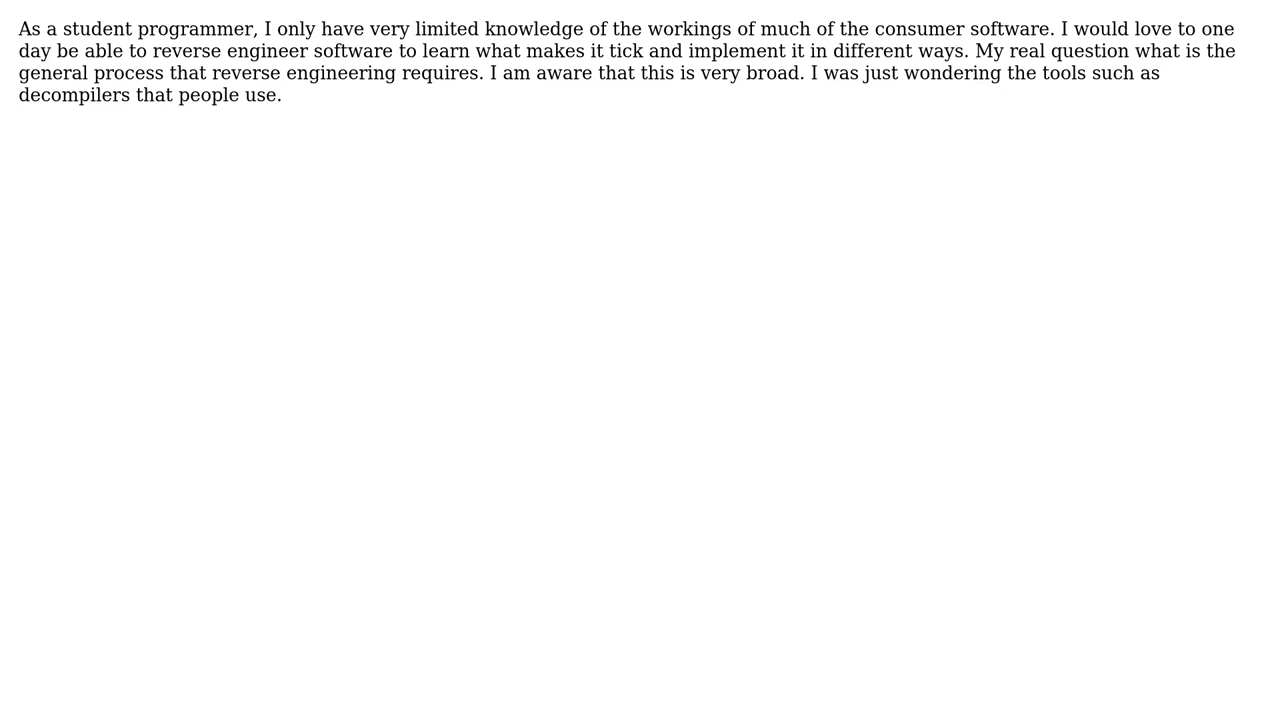 As a student programmer, I only have very limited knowledge of the workings of much of the consumer software. I would love to one
day be able to reverse engineer software to learn what makes it tick and implement it in different ways. My real question what is the
general process that reverse engineering requires. I am aware that this is very broad. I was just wondering the tools such as
decompilers that people use.